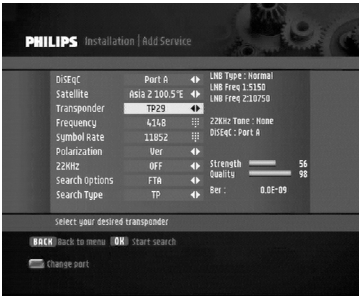 PHILIPS Installation | Add Service
DiSEqC Port A
Satellite Asia 2 100.5°E
Transponder TP29
Frequency 4148
Symbol Rate 11852
Polarization Ver
22KHz OFF
Search Options FTA
Search Type TP
LNB Type : Normal
LNB Freq 1:5150
LNB Freq 2:10750
22KHz Tone : None
DiSEqC : Port A
Strength 56
Quality 98
Ber : 0.0E-09
Select your desired transponder
BACK Back to menu OK Start search
Change port